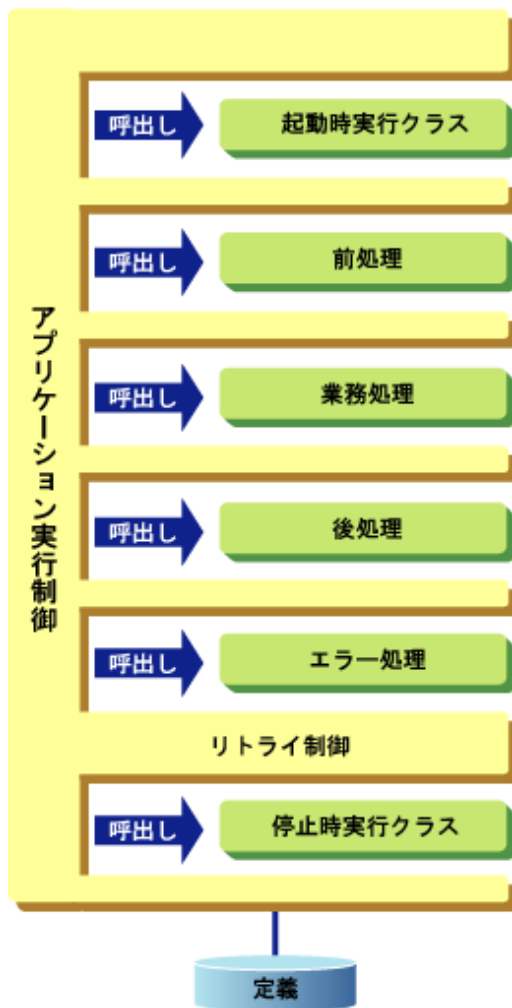 アプリケーション実行制御
呼出し
起動時実行クラス
呼出し
前処理
呼出し
業務処理
呼出し
後処理
呼出し
エラー処理
リトライ制御
呼出し
停止時実行クラス
定義